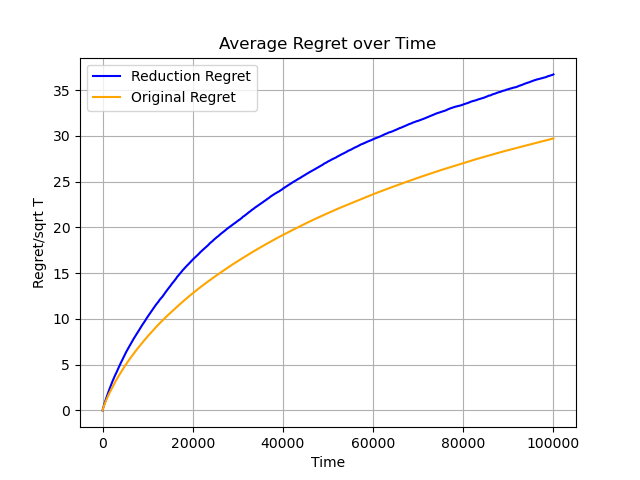 Average Regret over Time
Reduction Regret
Original Regret
Regret/sqrt T
35
30
25
20
15
10
5
0
0 20000 40000 60000 80000 100000
Time